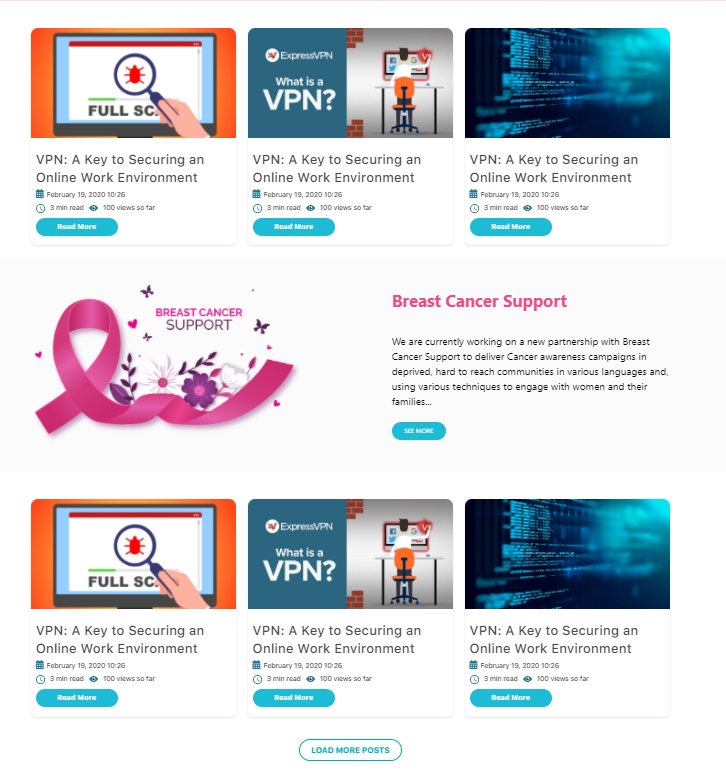 FULL SC
ExpressVPN
What is a
VPN?
VPN: A Key to Securing an
Online Work Environment
February 19, 2020 10:26
3 min read 100 views so far
Read More
VPN: A Key to Securing an
Online Work Environment
February 19, 2020 10:26
3 min read 100 views so far
Read More
VPN: A Key to Securing an
Online Work Environment
February 19, 2020 10:26
3 min read 100 views so far
Read More
BREAST CANCER
SUPPORT
Breast Cancer Support
We are currently working on a new partnership with Breast
Cancer Support to deliver Cancer awareness campaigns in
deprived, hard to reach communities in various languages and,
using various techniques to engage with women and their
families...
SEE MORE
FULL SC
ExpressVPN
What is a
VPN?
VPN: A Key to Securing an
Online Work Environment
February 19, 2020 10:26
3 min read 100 views so far
Read More
VPN: A Key to Securing an
Online Work Environment
February 19, 2020 10:26
3 min read 100 views so far
Read More
VPN: A Key to Securing an
Online Work Environment
February 19, 2020 10:26
3 min read 100 views so far
Read More
LOAD MORE POSTS